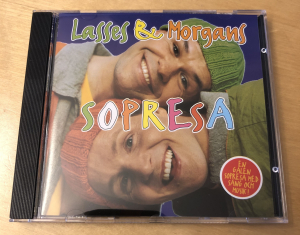 Lasses & Morgans
SOPRESA
EN
GALEN
SOPRESA MED
SÅNG OCH
MUSIK!